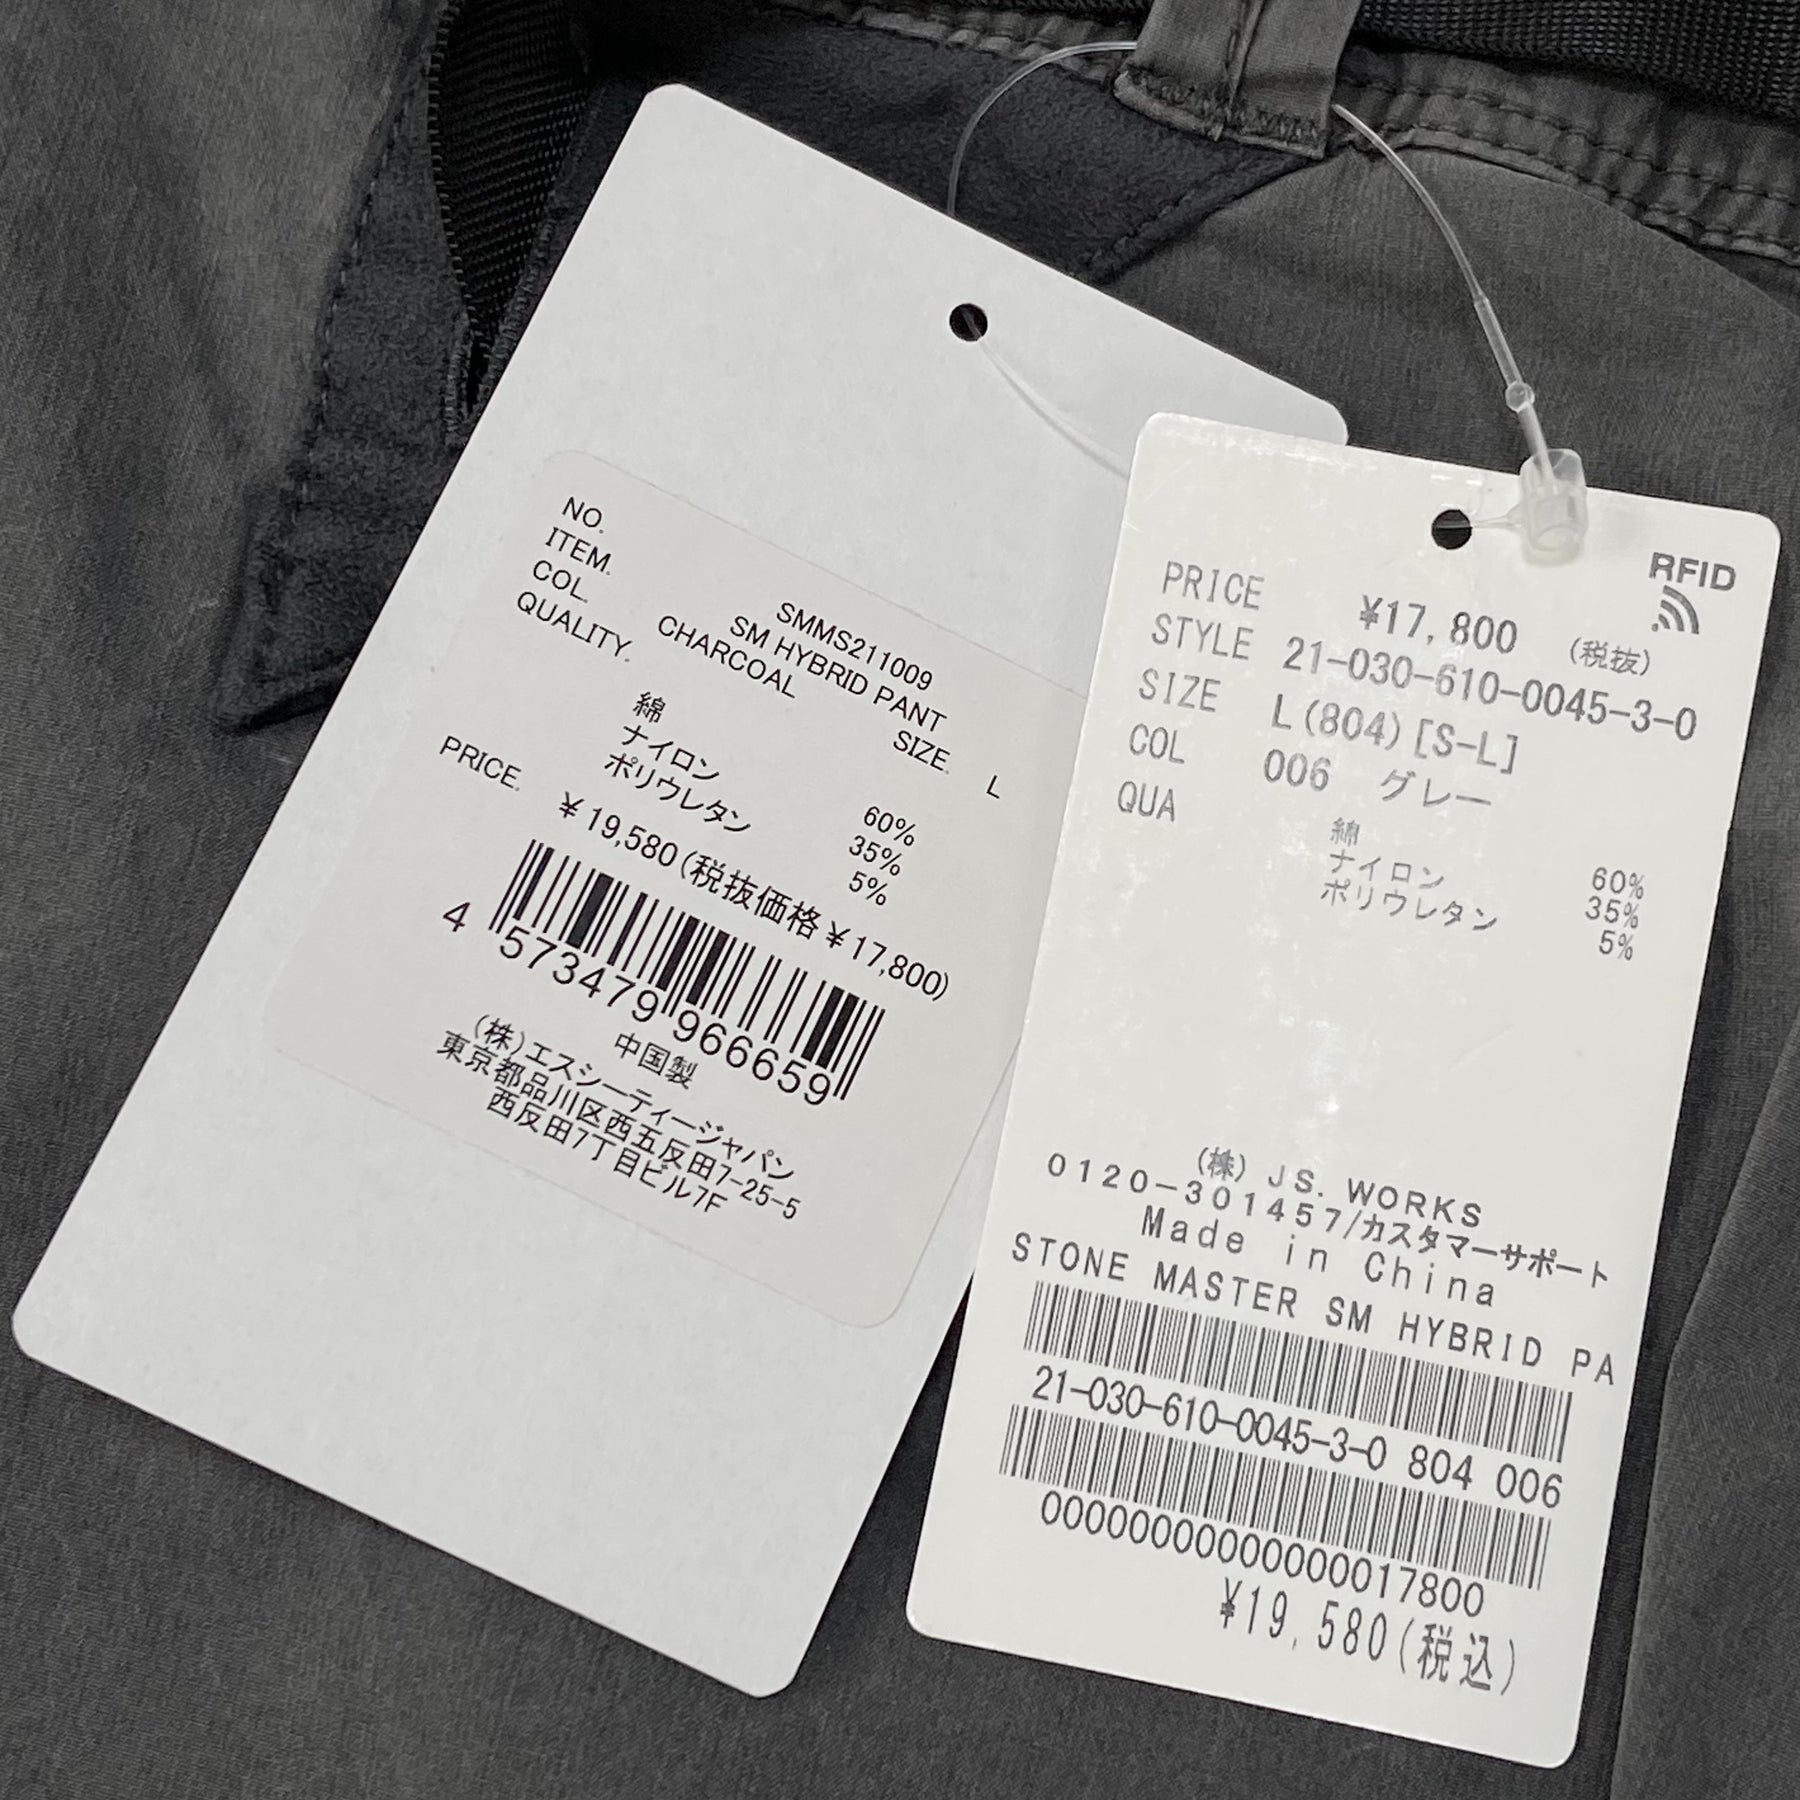 NO. SMMS211009
ITEM. SM HYBRID PANT
COL. CHARCOAL SIZE. L
QUALITY.
綿 60%
ナイロン 35%
ポリウレタン 5%
PRICE. ¥19,580(税抜価格¥17,800)
4 573479 966659
中国製
(株)エスシーティージャパン
東京都品川区西五反田7-25-5
西反田7丁目ビル7F
RFID
PRICE ¥17,800 (税抜)
STYLE 21-030-610-0045-3-0
SIZE L(804)[S-L]
COL 006 グレー
QUA
綿 60%
ナイロン 35%
ポリウレタン 5%
(株) JS. WORKS
0120-301457/カスタマーサポート
Made in China
STONE MASTER SM HYBRID PA
21-030-610-0045-3-0 804 006
00000000000000017800
¥19,580(税込)